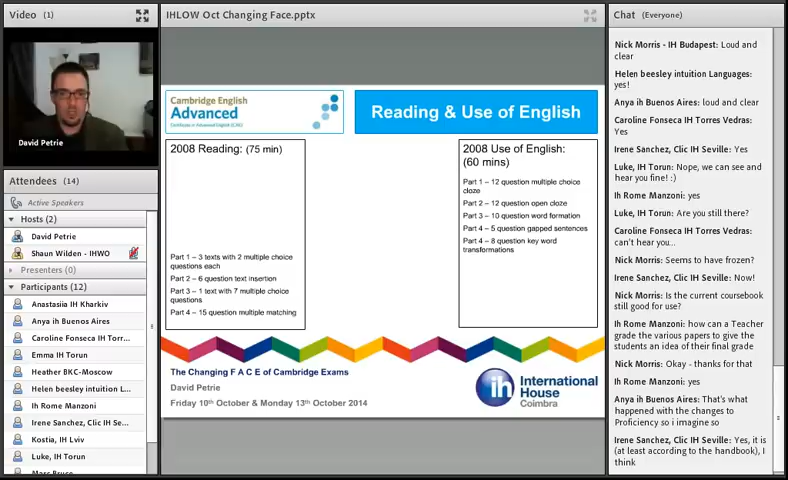 Video (1)
David Petrie
Attendees (14)
Active Speakers
Hosts (2)
David Petrie
Shaun Wilden - IHWO
Presenters (0)
Participants (12)
Anastasiia IH Kharkiv
Anya ih Buenos Aires
Caroline Fonseca IH Torr...
Emma IH Torun
Heather BKC-Moscow
Helen beesley intuition L...
Ih Rome Manzoni
Irene Sanchez, Clic IH Se...
Kostia, IH Lviv
Luke, IH Torun
Marc Bruce
IHLOW Oct Changing Face.pptx
Cambridge English
Advanced
Certificate in Advanced English (CAE)
Reading & Use of English
2008 Reading: (75 min)
Part 1 – 3 texts with 2 multiple choice
questions each
Part 2 – 6 question text insertion
Part 3 – 1 text with 7 multiple choice
questions
Part 4 – 15 question multiple matching
2008 Use of English:
(60 mins)
Part 1 – 12 question multiple choice
cloze
Part 2 – 12 question open cloze
Part 3 – 10 question word formation
Part 4 – 5 question gapped sentences
Part 4 – 8 question key word
transformations
The Changing F A C E of Cambridge Exams
David Petrie
Friday 10th October & Monday 13th October 2014
ih International
House
Coimbra
Chat (Everyone)
Nick Morris - IH Budapest: Loud and
clear
Helen beesley intuition Languages:
yes!
Anya ih Buenos Aires: loud and clear
Caroline Fonseca IH Torres Vedras:
Yes
Irene Sanchez, Clic IH Seville: Yes
Luke, IH Torun: Nope, we can see and
hear you fine! :)
Ih Rome Manzoni: yes
Luke, IH Torun: Are you still there?
Caroline Fonseca IH Torres Vedras:
can't hear you...
Nick Morris: Seems to have frozen?
Irene Sanchez, Clic IH Seville: Now!
Nick Morris: Is the current coursebook
still good for use?
Ih Rome Manzoni: how can a Teacher
grade the various papers to give the
students an idea of their final grade
Nick Morris: Okay - thanks for that
Ih Rome Manzoni: yes
Anya ih Buenos Aires: That's what
happened with the changes to
Proficiency so i imagine so
Irene Sanchez, Clic IH Seville: Yes, it is
(at least according to the handbook), I
think